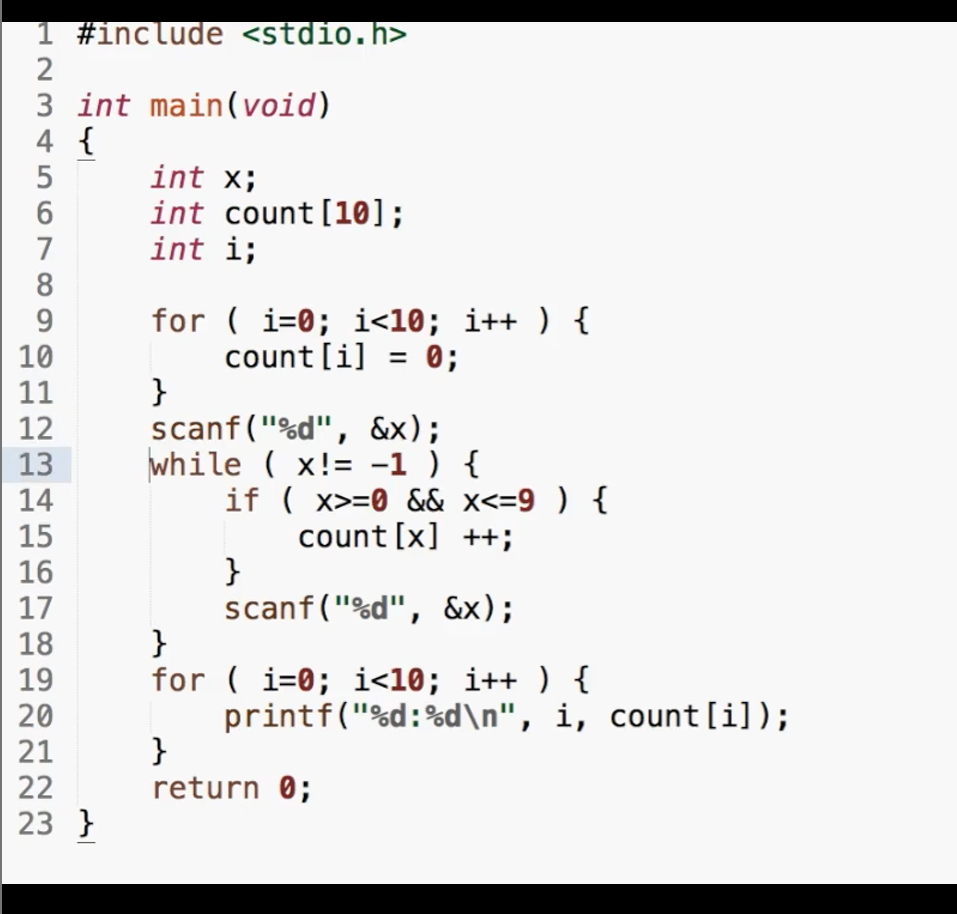 1 #include <stdio.h>
2
3 int main(void)
4 {
5     int x;
6     int count[10];
7     int i;
8
9     for ( i=0; i<10; i++ ) {
10         count[i] = 0;
11     }
12     scanf("%d", &x);
13     while ( x!= -1 ) {
14         if ( x>=0 && x<=9 ) {
15             count[x] ++;
16         }
17         scanf("%d", &x);
18     }
19     for ( i=0; i<10; i++ ) {
20         printf("%d:%d\n", i, count[i]);
21     }
22     return 0;
23 }